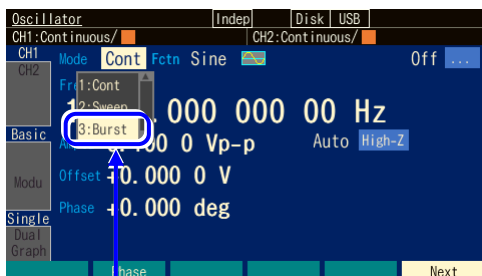 Oscillator Indep Disk USB
CH1:Continuous/ CH2:Continuous/
CH1 Mode Cont Fctn Sine Off ...
CH2
1:Cont
2:Sweep
.000 000 00 Hz
3:Burst
Basic 00 0 Vp-p Auto High-Z
Modu Offset +0.000 0 V
Single Phase +0.000 deg
Dual
Graph
Phase Next